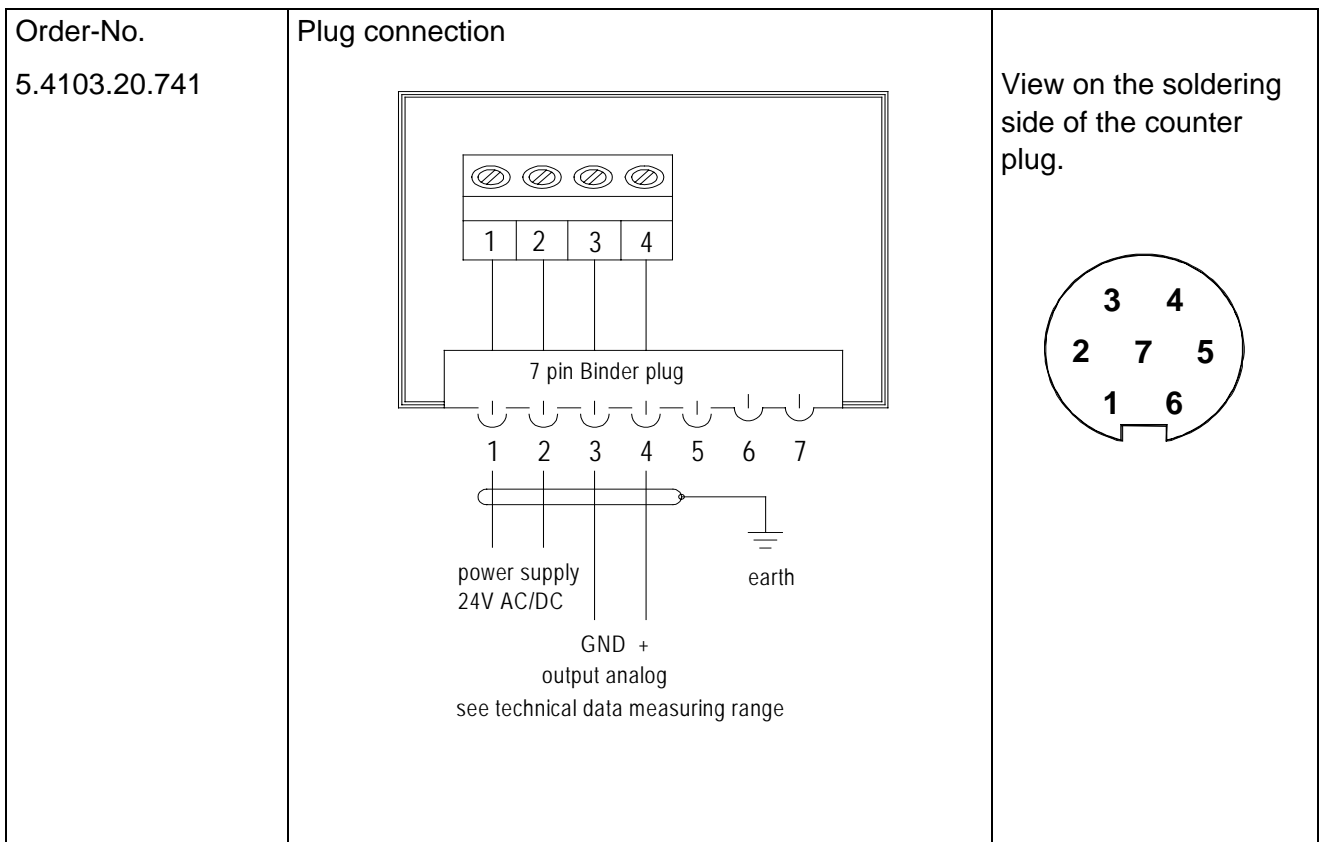 Order-No.
5.4103.20.741
Plug connection
1 2 3 4
7 pin Binder plug
1 2 3 4 5 6 7
power supply
24V AC/DC
earth
GND +
output analog
see technical data measuring range
View on the soldering
side of the counter
plug.
3 4
2 7 5
1 6